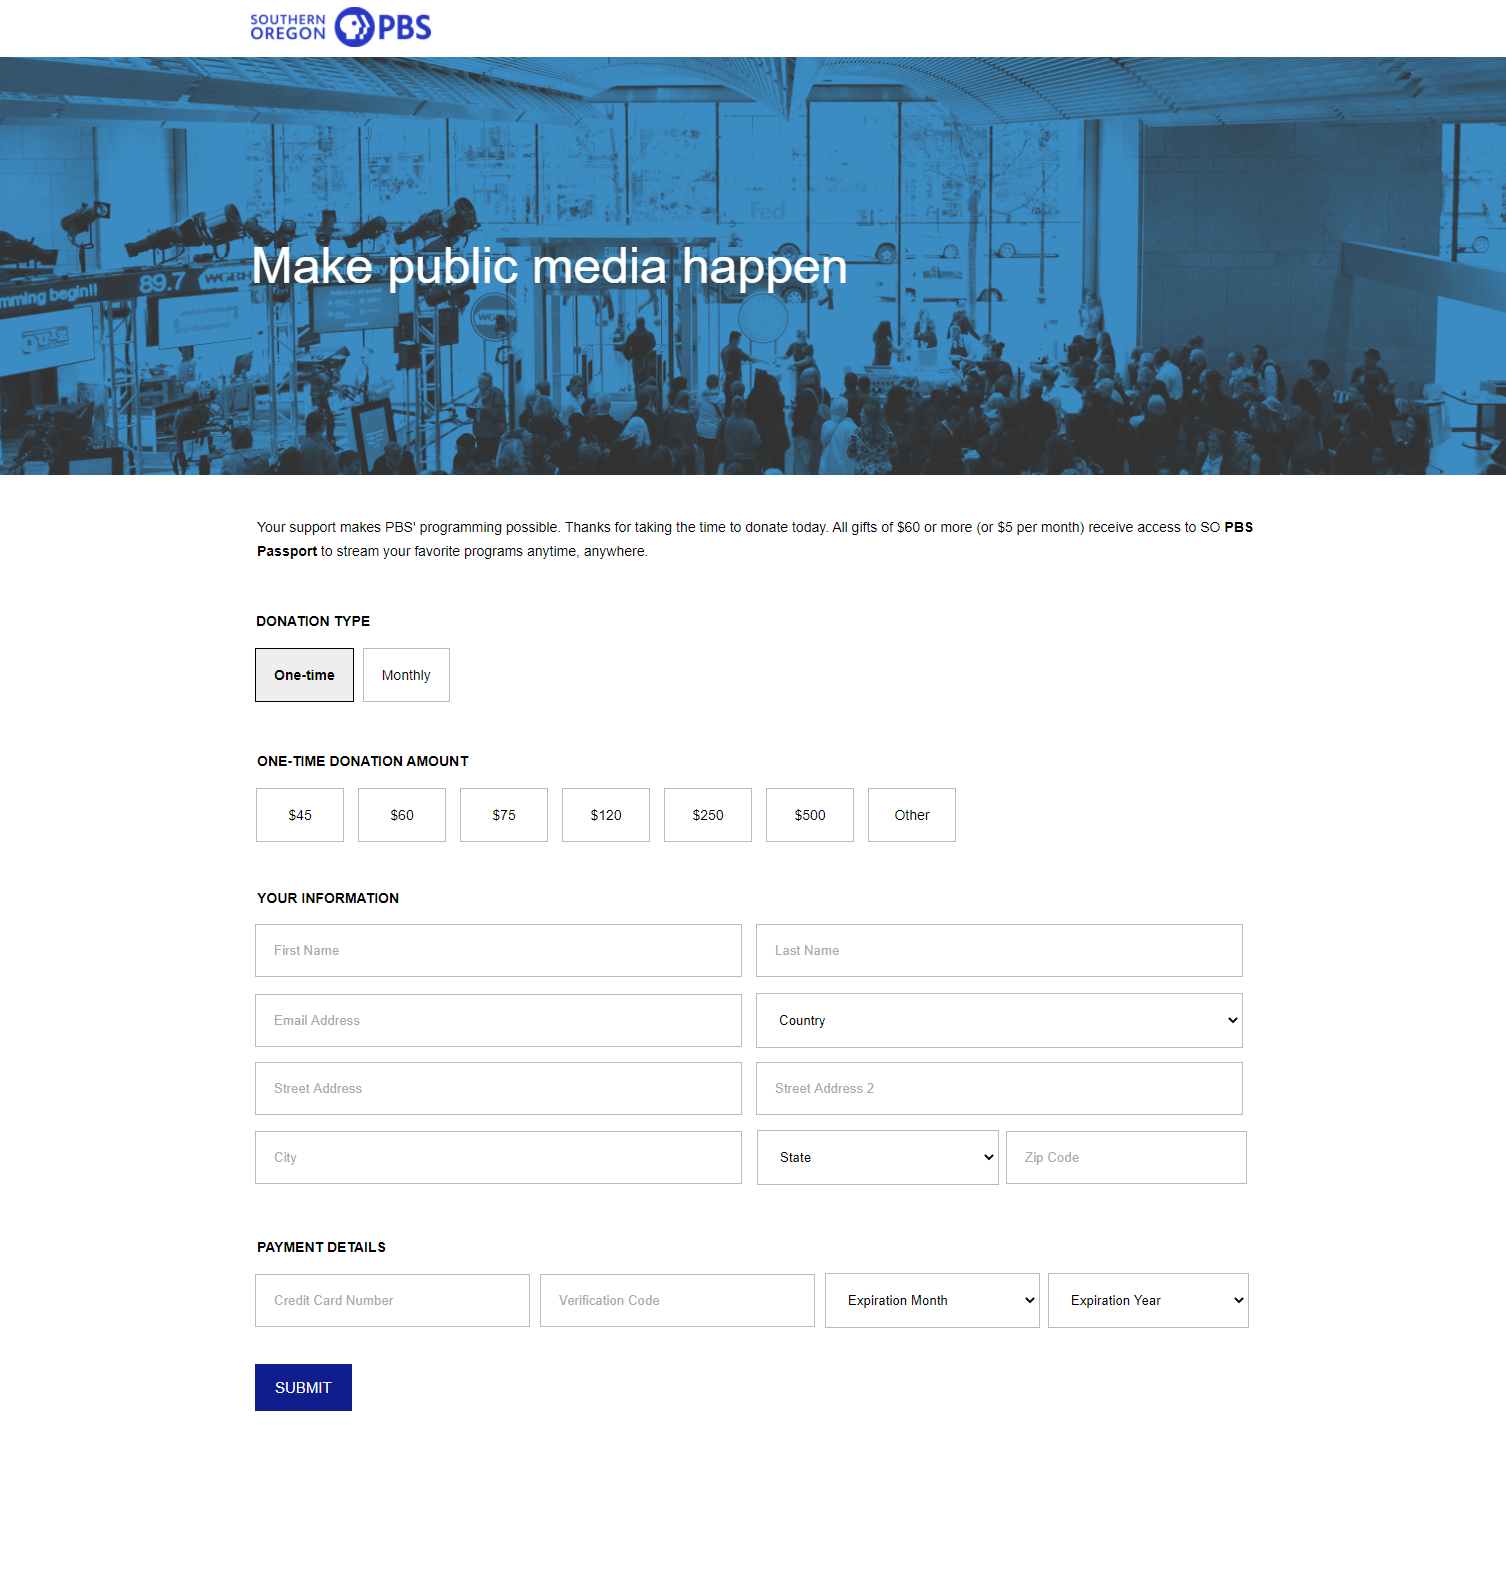 SOUTHERN
OREGON
PBS
Fed
Make public media happen
89.7 WGBH
mming begin!!
WG
Your support makes PBS' programming possible. Thanks for taking the time to donate today. All gifts of $60 or more (or $5 per month) receive access to SO PBS
Passport to stream your favorite programs anytime, anywhere.
DONATION TYPE
One-time Monthly
ONE-TIME DONATION AMOUNT
$45 $60 $75 $120 $250 $500 Other
YOUR INFORMATION
First Name Last Name
Email Address Country
Street Address Street Address 2
City State Zip Code
PAYMENT DETAILS
Credit Card Number Verification Code Expiration Month Expiration Year
SUBMIT